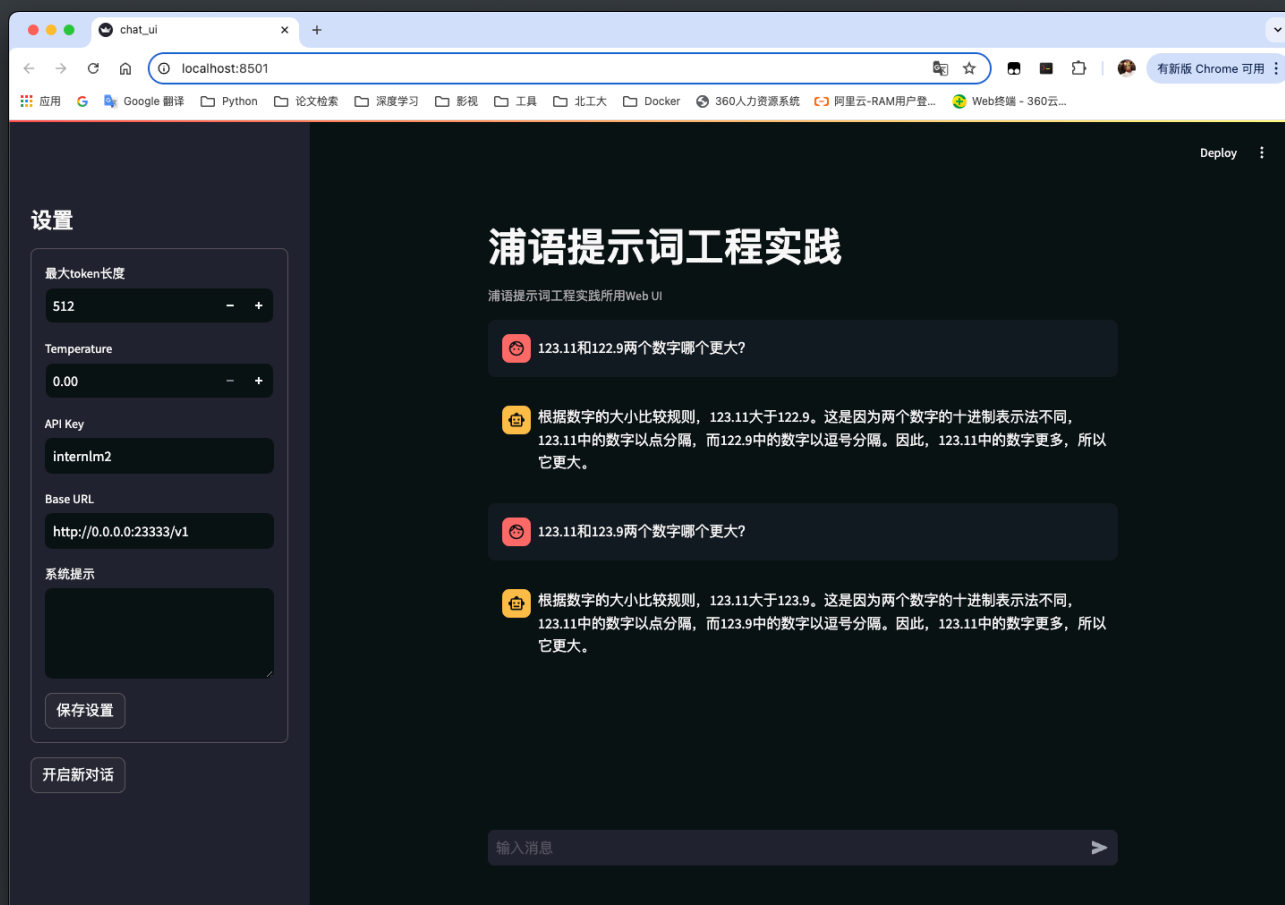 chat_ui
localhost:8501
有新版 Chrome 可用
应用
Google 翻译
Python
论文检索
深度学习
影视
工具
北工大
Docker
360人力资源系统
阿里云-RAM用户登...
Web终端 - 360云...
Deploy
设置
最大token长度
512
Temperature
0.00
API Key
internlm2
Base URL
http://0.0.0.0:23333/v1
系统提示
保存设置
开启新对话
浦语提示词工程实践
浦语提示词工程实践所用Web UI
123.11和122.9两个数字哪个更大？
根据数字的大小比较规则，123.11大于122.9。这是因为两个数字的十进制表示法不同，
123.11中的数字以点分隔，而122.9中的数字以逗号分隔。因此，123.11中的数字更多，所以
它更大。
123.11和123.9两个数字哪个更大？
根据数字的大小比较规则，123.11大于123.9。这是因为两个数字的十进制表示法不同，
123.11中的数字以点分隔，而123.9中的数字以逗号分隔。因此，123.11中的数字更多，所以
它更大。
输入消息